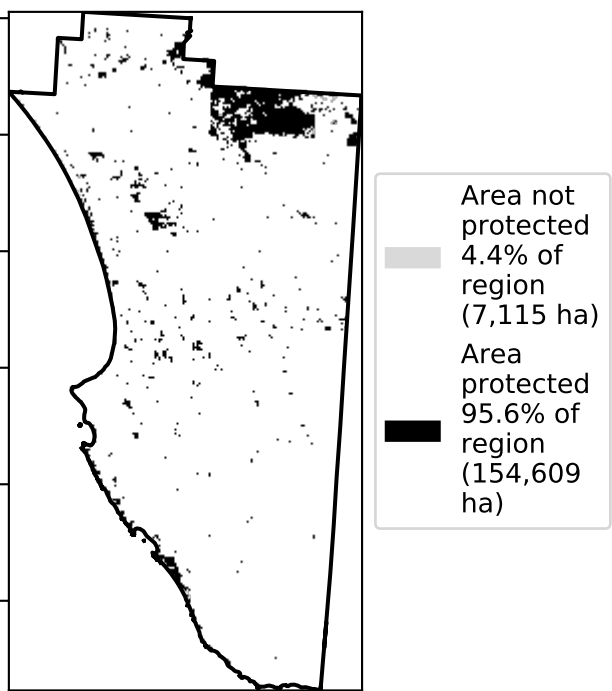 Area not
protected
4.4% of
region
(7,115 ha)
Area
protected
95.6% of
region
(154,609
ha)